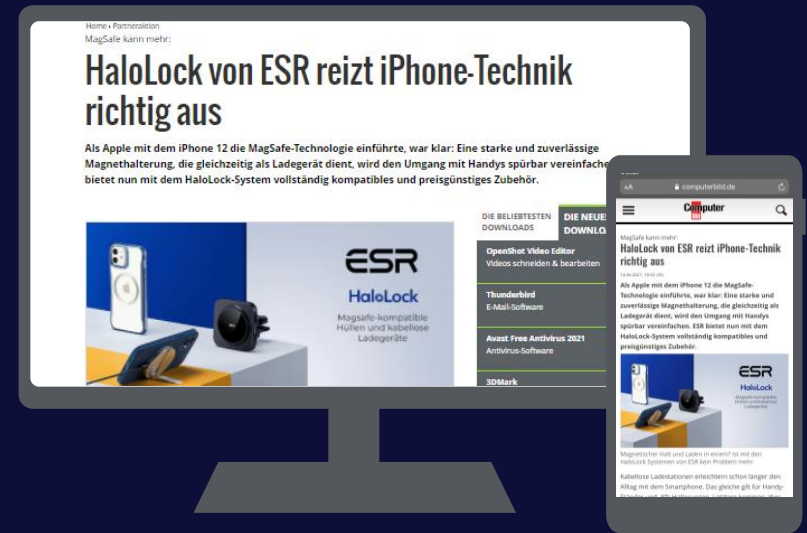 Home › Partneraktion
MagSafe kann mehr:
HaloLock von ESR reizt iPhone-Technik
richtig aus
Als Apple mit dem iPhone 12 die MagSafe-Technologie einführte, war klar: Eine starke und zuverlässige
Magnethalterung, die gleichzeitig als Ladegerät dient, wird den Umgang mit Handys spürbar vereinfache
bietet nun mit dem HaloLock-System vollständig kompatibles und preisgünstiges Zubehör.
ESR
HaloLock
Magsafe-kompatible
Hüllen und kabellose
Ladegeräte
DIE BELIEBTESTEN
DOWNLOADS
DIE NEUE
DOWNLO
OpenShot Video Editor
Videos schneiden & bearbeiten
Thunderbird
E-Mail-Software
Avast Free Antivirus 2021
Antivirus-Software
3DMark
AA computerbild.de
Computer
MagSafe kann mehr:
HaloLock von ESR reizt iPhone-Technik
richtig aus
Als Apple mit dem iPhone 12 die MagSafe-
Technologie einführte, war klar: Eine starke und
zuverlässige Magnethalterung, die gleichzeitig als
Ladegerät dient, wird den Umgang mit Handys
spürbar vereinfachen. ESR bietet nun mit dem
HaloLock-System vollständig kompatibles und
preisgünstiges Zubehör.
ESR
HaloLock
Magsafe-kompatible
Hüllen und kabellose
Ladegeräte
Magnetischer Halt und Laden in einem? Ist mit den
HaloLock Systemen von ESR kein Problem mehr
Kabellose Ladestationen erleichtern schon länger den
Alltag mit dem Smartphone. Das gleiche gilt für Handy-